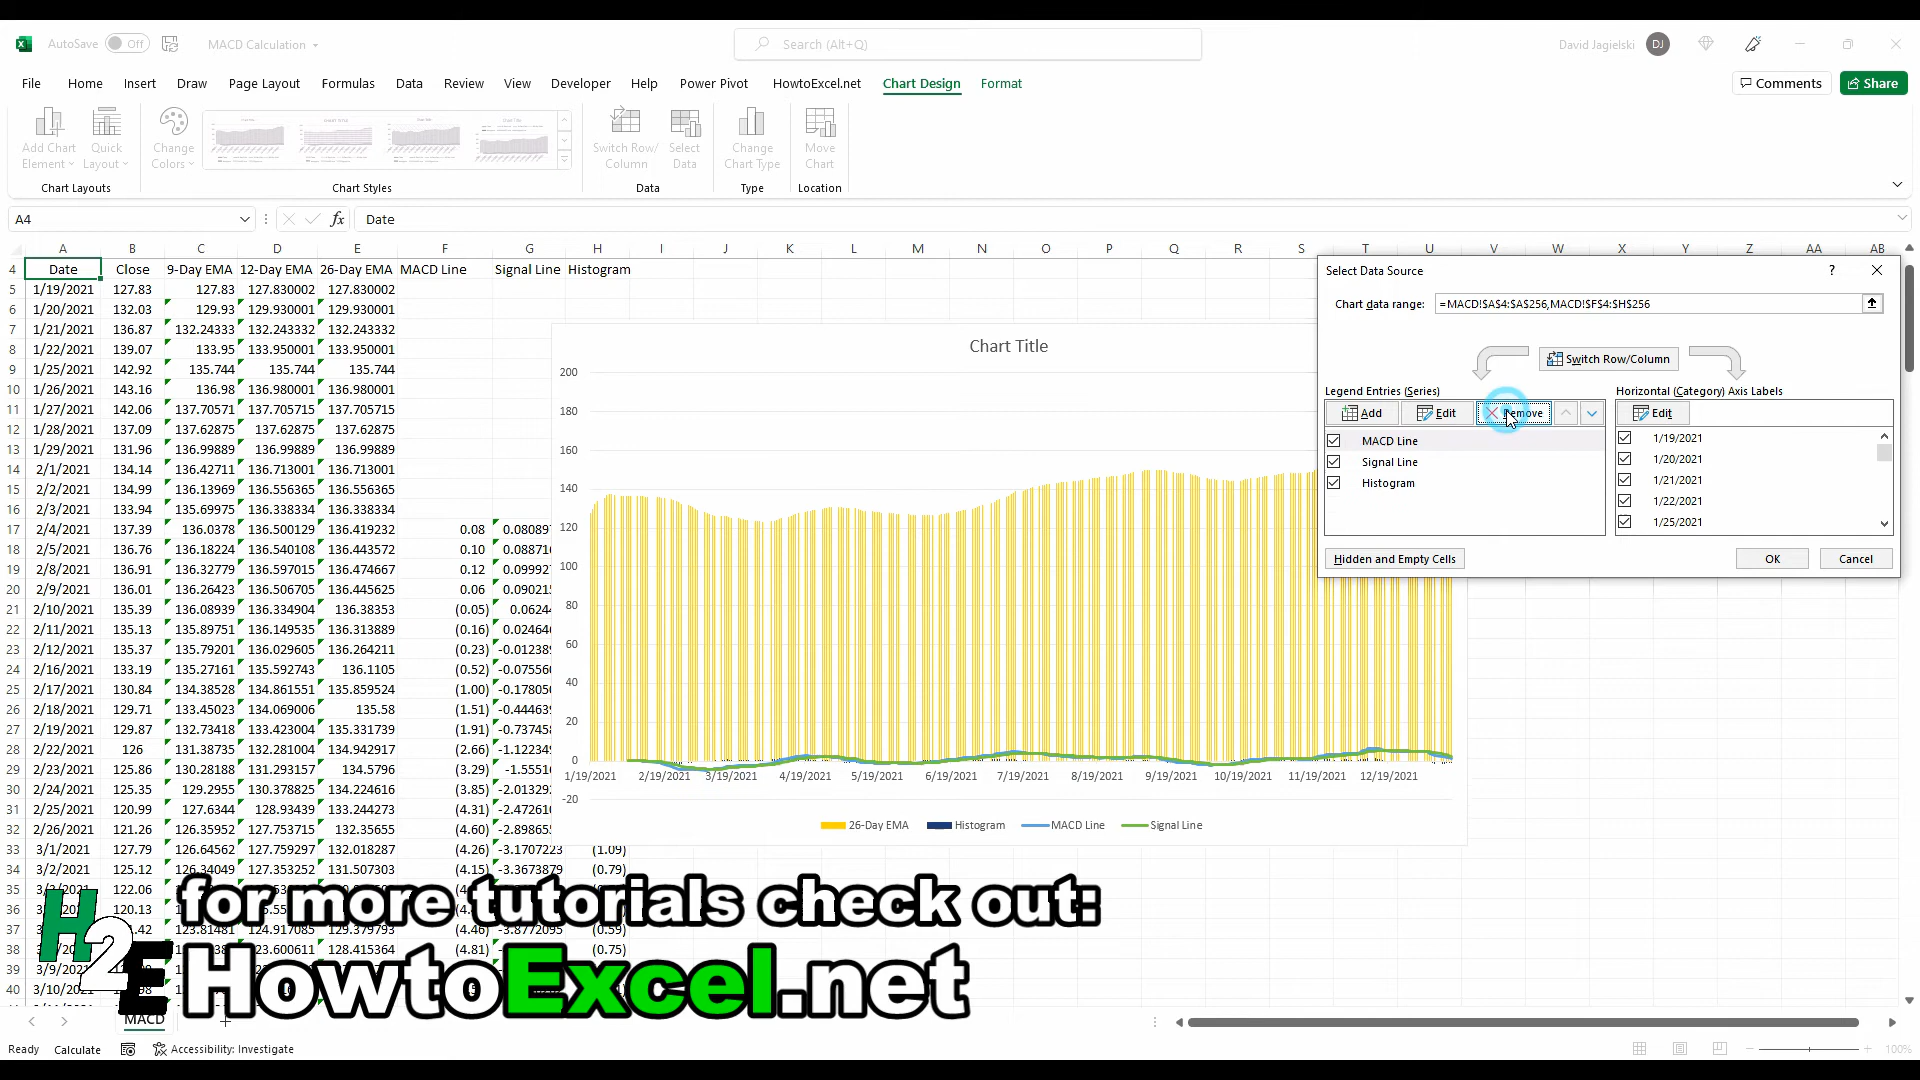 AutoSave Off MACD Calculation Search (Alt+Q) David Jagielski DJ
File Home Insert Draw Page Layout Formulas Data Review View Developer Help Power Pivot HowtoExcel.net Chart Design Format Comments Share
Add Chart Element Quick Layout Change Colors Switch Row/Column Select Data Change Chart Type Move Chart
Chart Layouts Chart Styles Data Type Location
A4 fx Date
A B C D E F G H I J K L M N O P Q R S T U V W X Y Z AA AB
4 Date Close 9-Day EMA 12-Day EMA 26-Day EMA MACD Line Signal Line Histogram
5 1/19/2021 127.83 127.83 127.830002 127.830002
6 1/20/2021 132.03 129.93 129.930001 129.930001
7 1/21/2021 136.87 132.24333 132.243332 132.243332
8 1/22/2021 139.07 133.95 133.950001 133.950001
9 1/25/2021 142.92 135.744 135.744 135.744
10 1/26/2021 143.16 136.98 136.980001 136.980001
11 1/27/2021 142.06 137.70571 137.705715 137.705715
12 1/28/2021 137.09 137.62875 137.62875 137.62875
13 1/29/2021 131.96 136.99889 136.99889 136.99889
14 2/1/2021 134.14 136.42711 136.713001 136.713001
15 2/2/2021 134.99 136.13969 136.556365 136.556365
16 2/3/2021 133.94 135.69975 136.338334 136.338334
17 2/4/2021 137.39 136.0378 136.500129 136.419232 0.08 0.080897
18 2/5/2021 136.76 136.18224 136.540108 136.443572 0.10 0.088716
19 2/8/2021 136.91 136.32779 136.597015 136.474667 0.12 0.09992
20 2/9/2021 136.01 136.26423 136.506705 136.445625 0.06 0.09021
21 2/10/2021 135.39 136.08939 136.334904 136.38353 (0.05) 0.0624
22 2/11/2021 135.13 135.89751 136.149535 136.313889 (0.16) 0.02464
23 2/12/2021 135.37 135.79201 136.029605 136.264211 (0.23) -0.01238
24 2/16/2021 133.19 135.27161 135.592743 136.1105 (0.52) -0.07556
25 2/17/2021 130.84 134.38528 134.861551 135.859524 (1.00) -0.17805
26 2/18/2021 129.71 133.45023 134.069006 135.58 (1.51) -0.44463
27 2/19/2021 129.87 132.73418 133.423004 135.331739 (1.91) -0.73745
28 2/22/2021 126 131.38735 132.281004 134.942917 (2.66) -1.12234
29 2/23/2021 125.86 130.28188 131.293157 134.5796 (3.29) -1.5551
30 2/24/2021 125.35 129.2955 130.378825 134.224616 (3.85) -2.01329
31 2/25/2021 120.99 127.6344 128.93439 133.244273 (4.31) -2.47261
32 2/26/2021 121.26 126.35952 127.753715 132.35655 (4.60) -2.89865
33 3/1/2021 127.79 126.64562 127.759297 132.018287 (4.26) -3.1707223 (1.09)
34 3/2/2021 125.12 126.34049 127.353252 131.507303 (4.15) -3.3673879 (0.79)
35 122.06
36 120.13
37 123.81481 124.917085 129.379793 (4.46) -3.8772095 (0.59)
38 123.600611 128.415364 (4.81) (0.75)
39
40 3/10/2021
Chart Title
200
180
160
140
120
100
80
60
40
20
0
-20
1/19/2021 2/19/2021 3/19/2021 4/19/2021 5/19/2021 6/19/2021 7/19/2021 8/19/2021 9/19/2021 10/19/2021 11/19/2021 12/19/2021
26-Day EMA Histogram MACD Line Signal Line
Select Data Source ?
Chart data range: =MACD!$A$4:$A$256,MACD!$F$4:$H$256
Switch Row/Column
Legend Entries (Series) Horizontal (Category) Axis Labels
Add Edit Remove Edit
MACD Line 1/19/2021
Signal Line 1/20/2021
Histogram 1/21/2021
1/22/2021
1/25/2021
Hidden and Empty Cells OK Cancel
for more tutorials check out:
H2E HowtoExcel.net
MACD
Ready Calculate Accessibility: Investigate 100%